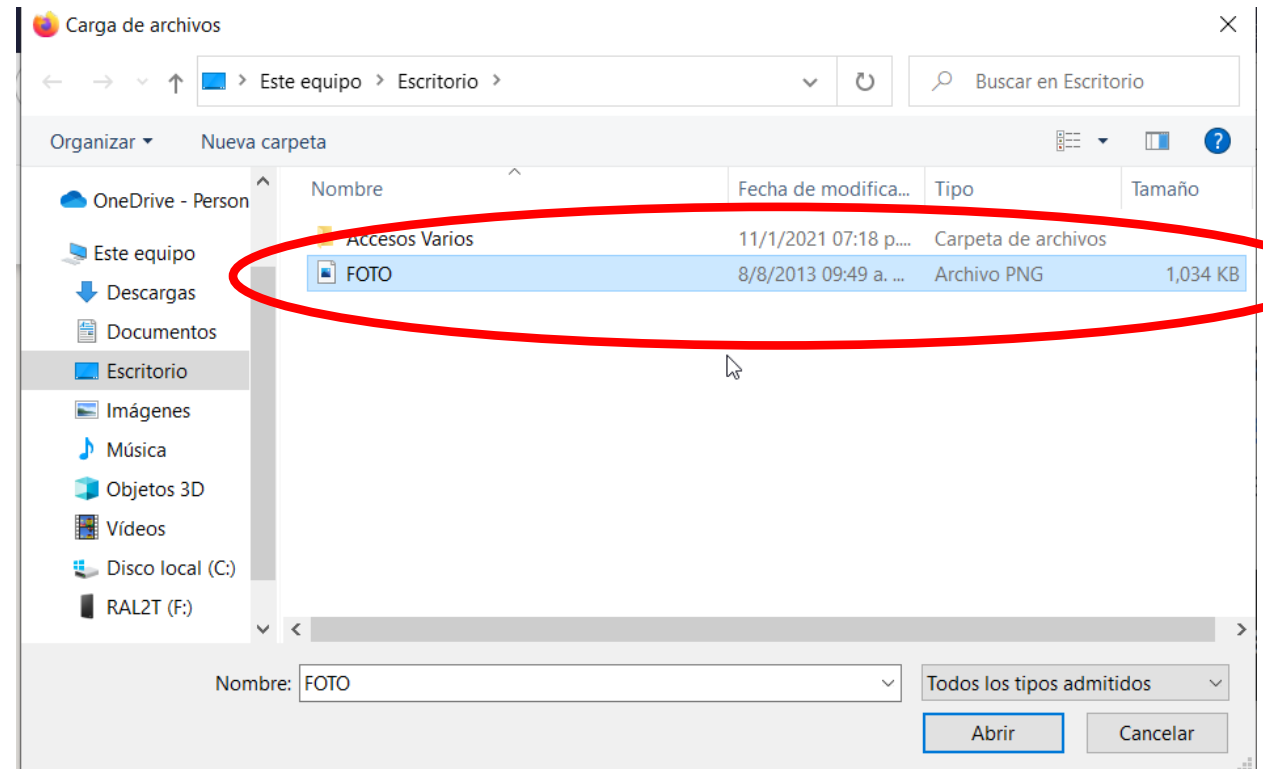 Carga de archivos
Este equipo > Escritorio >
Buscar en Escritorio
Organizar
Nueva carpeta
Nombre
Fecha de modifica...
Tipo
Tamaño
OneDrive - Person
Este equipo
Descargas
Documentos
Escritorio
Imágenes
Música
Objetos 3D
Vídeos
Disco local (C:)
RAL2T (F:)
Accesos Varios 11/1/2021 07:18 p.... Carpeta de archivos
FOTO 8/8/2013 09:49 a. ... Archivo PNG 1,034 KB
Nombre: FOTO
Todos los tipos admitidos
Abrir
Cancelar